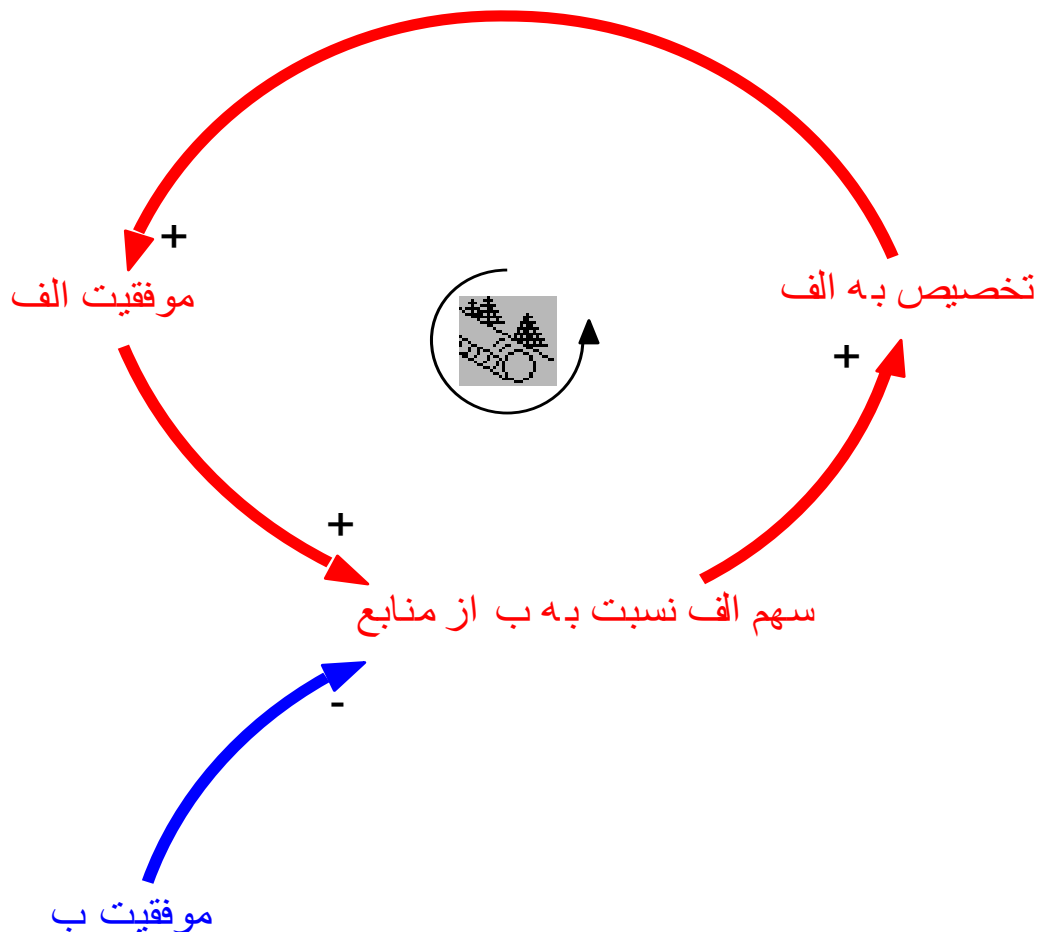 +
موفقیت الف
تخصیص به الف
+
+
سهم الف نسبت به ب از منابع
-
موفقیت ب